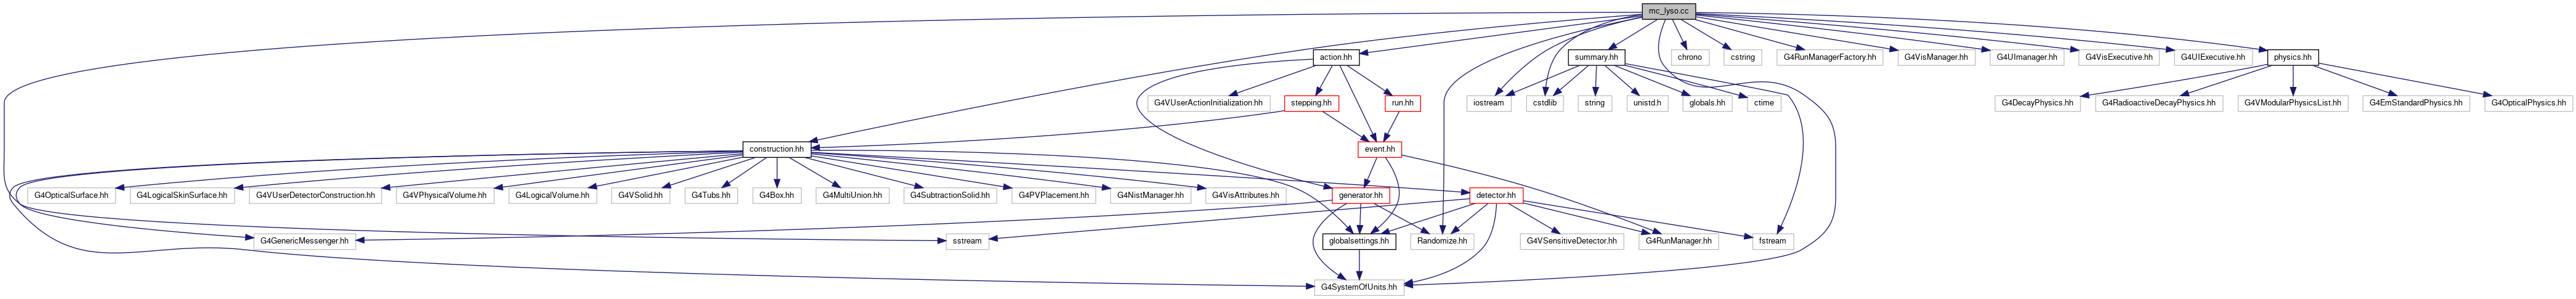 mc_lyso.cc
action.hh
summary.hh
chrono
cstring
G4RunManagerFactory.hh
G4VisManager.hh
G4UImanager.hh
G4VisExecutive.hh
G4UIExecutive.hh
physics.hh
G4VUserActionInitialization.hh
stepping.hh
run.hh
iostream
cstdlib
string
unistd.h
globals.hh
ctime
G4DecayPhysics.hh
G4RadioactiveDecayPhysics.hh
G4VModularPhysicsList.hh
G4EmStandardPhysics.hh
G4OpticalPhysics.hh
construction.hh
event.hh
G4OpticalSurface.hh
G4LogicalSkinSurface.hh
G4VUserDetectorConstruction.hh
G4VPhysicalVolume.hh
G4LogicalVolume.hh
G4VSolid.hh
G4Tubs.hh
G4Box.hh
G4MultiUnion.hh
G4SubtractionSolid.hh
G4PVPlacement.hh
G4NistManager.hh
G4VisAttributes.hh
generator.hh
detector.hh
G4GenericMessenger.hh
sstream
globalsettings.hh
Randomize.hh
G4VSensitiveDetector.hh
G4RunManager.hh
fstream
G4SystemOfUnits.hh